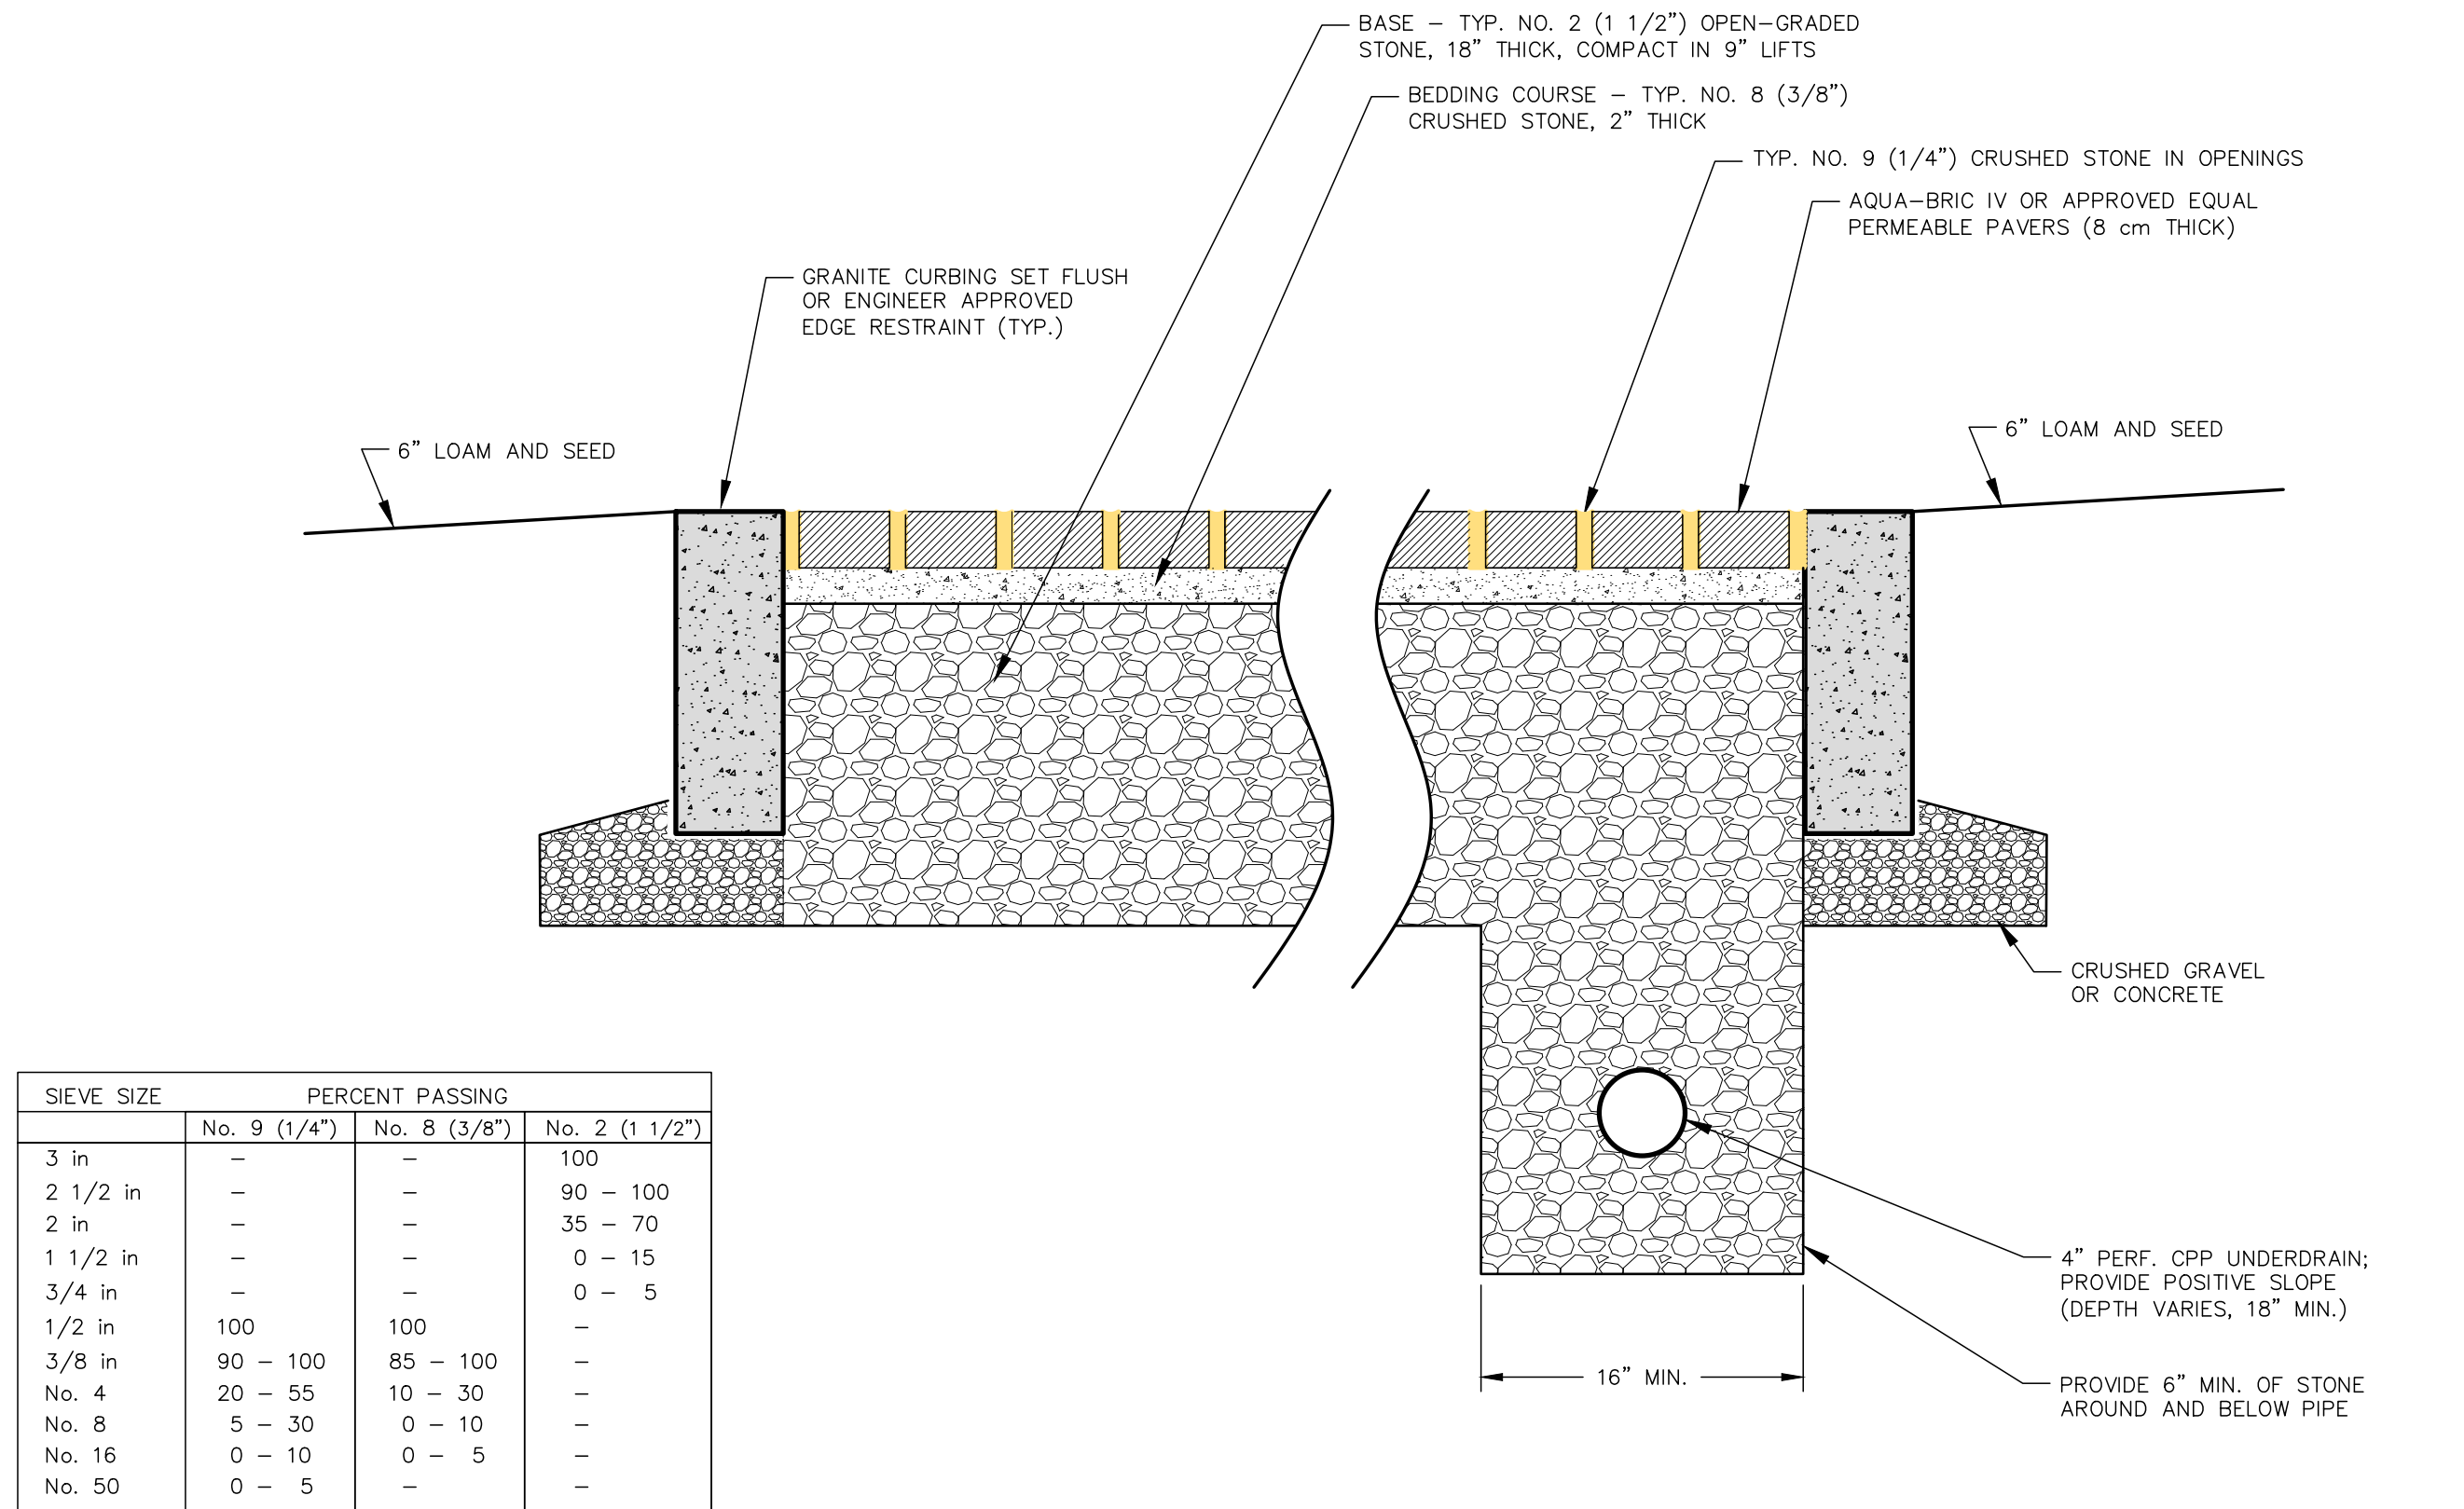 BASE – TYP. NO. 2 (1 1/2") OPEN–GRADED
STONE, 18" THICK, COMPACT IN 9" LIFTS
BEDDING COURSE – TYP. NO. 8 (3/8")
CRUSHED STONE, 2" THICK
TYP. NO. 9 (1/4") CRUSHED STONE IN OPENINGS
AQUA–BRIC IV OR APPROVED EQUAL
PERMEABLE PAVERS (8 cm THICK)
GRANITE CURBING SET FLUSH
OR ENGINEER APPROVED
EDGE RESTRAINT (TYP.)
6" LOAM AND SEED
6" LOAM AND SEED
CRUSHED GRAVEL
OR CONCRETE
4" PERF. CPP UNDERDRAIN;
PROVIDE POSITIVE SLOPE
(DEPTH VARIES, 18" MIN.)
16" MIN.
PROVIDE 6" MIN. OF STONE
AROUND AND BELOW PIPE
SIEVE SIZE PERCENT PASSING
No. 9 (1/4") No. 8 (3/8") No. 2 (1 1/2")
3 in – – 100
2 1/2 in – – 90 – 100
2 in – – 35 – 70
1 1/2 in – – 0 – 15
3/4 in – – 0 – 5
1/2 in 100 100 –
3/8 in 90 – 100 85 – 100 –
No. 4 20 – 55 10 – 30 –
No. 8 5 – 30 0 – 10 –
No. 16 0 – 10 0 – 5 –
No. 50 0 – 5 – –